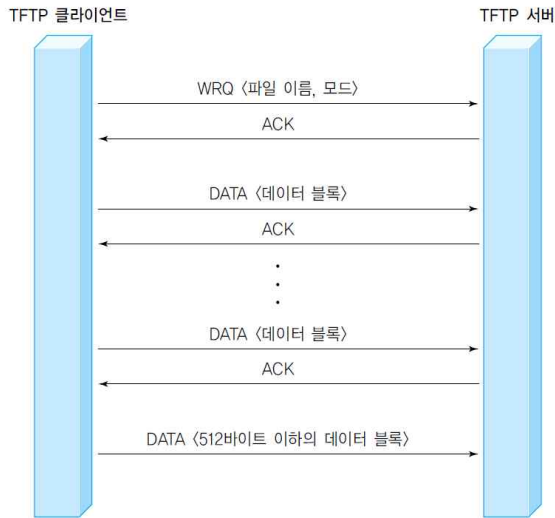 TFTP 클라이언트
TFTP 서버
WRQ 〈파일 이름, 모드〉
ACK
DATA 〈데이터 블록〉
ACK
DATA 〈데이터 블록〉
ACK
DATA 〈512바이트 이하의 데이터 블록〉